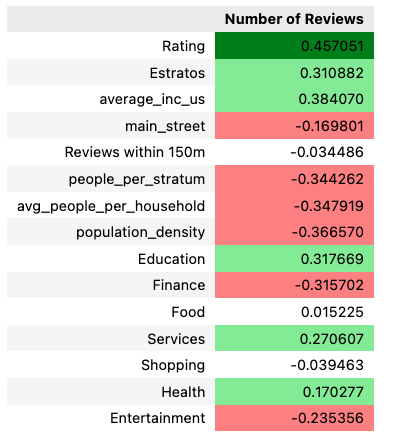 Number of Reviews
Rating 0.457051
Estratos 0.310882
average_inc_us 0.384070
main_street -0.169801
Reviews within 150m -0.034486
people_per_stratum -0.344262
avg_people_per_household -0.347919
population_density -0.366570
Education 0.317669
Finance -0.315702
Food 0.015225
Services 0.270607
Shopping -0.039463
Health 0.170277
Entertainment -0.235356